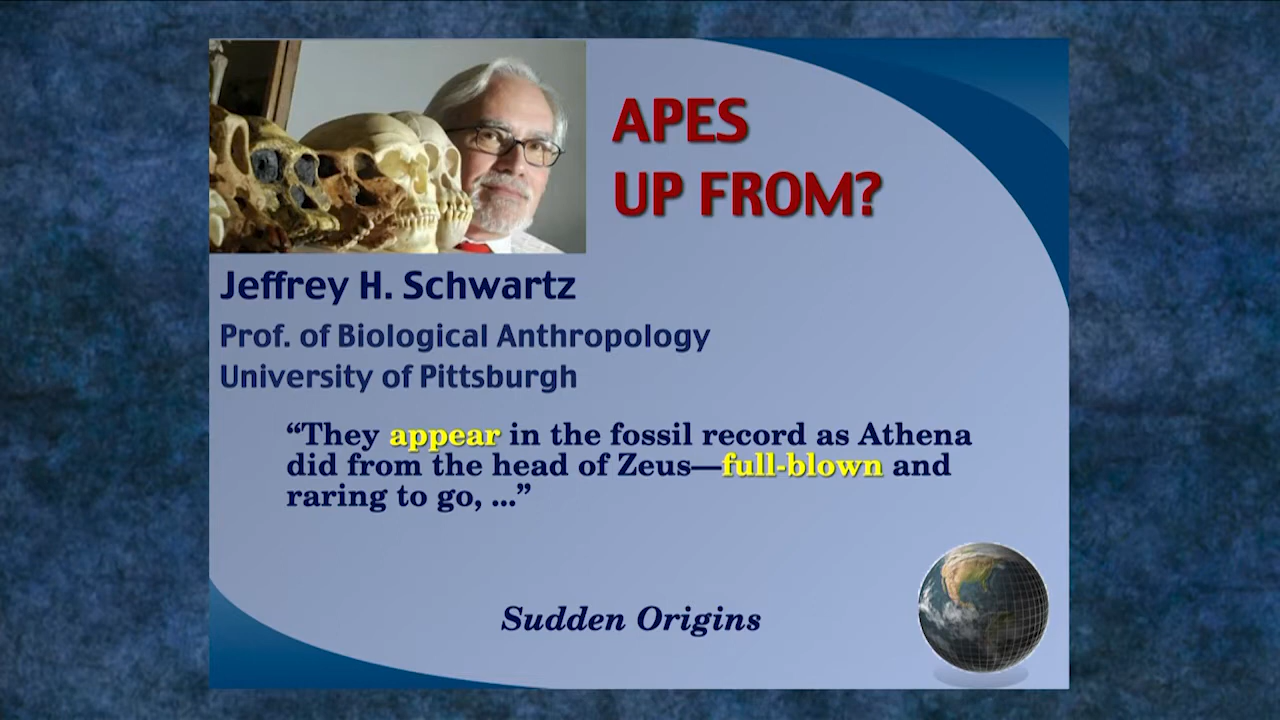 APES
UP FROM?
Jeffrey H. Schwartz
Prof. of Biological Anthropology
University of Pittsburgh
“They appear in the fossil record as Athena
did from the head of Zeus—full-blown and
raring to go, ...”
Sudden Origins